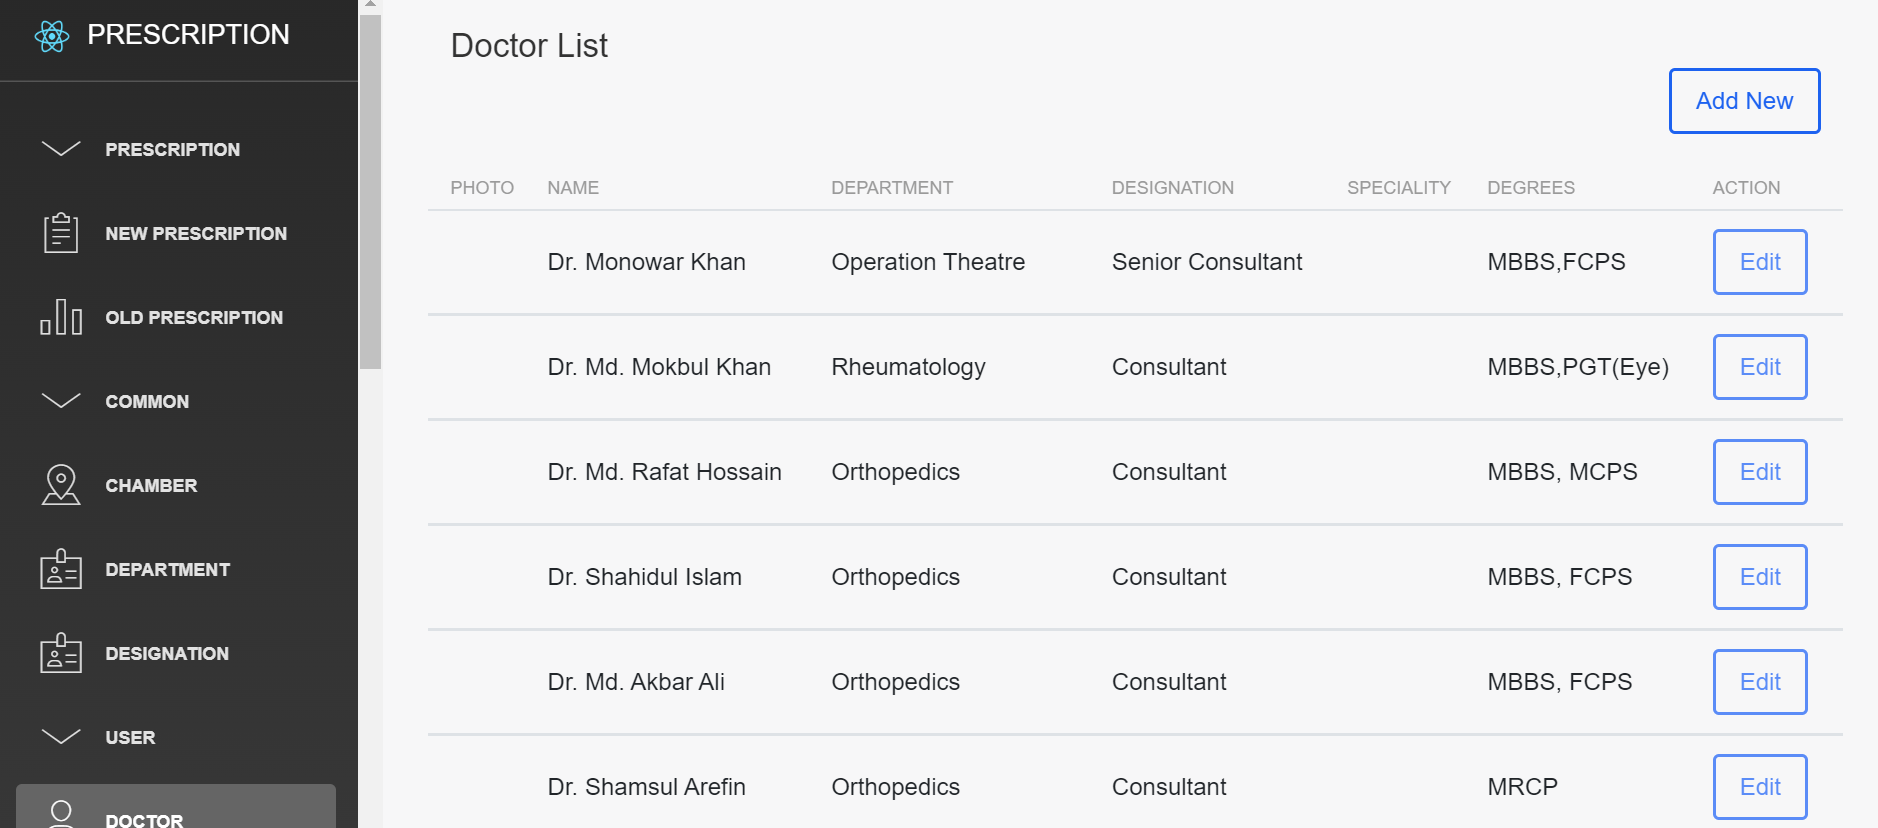 PRESCRIPTION
PRESCRIPTION
NEW PRESCRIPTION
OLD PRESCRIPTION
COMMON
CHAMBER
DEPARTMENT
DESIGNATION
USER
DOCTOR
Doctor List
Add New
PHOTO NAME DEPARTMENT DESIGNATION SPECIALITY DEGREES ACTION
Dr. Monowar Khan Operation Theatre Senior Consultant MBBS,FCPS Edit
Dr. Md. Mokbul Khan Rheumatology Consultant MBBS,PGT(Eye) Edit
Dr. Md. Rafat Hossain Orthopedics Consultant MBBS, MCPS Edit
Dr. Shahidul Islam Orthopedics Consultant MBBS, FCPS Edit
Dr. Md. Akbar Ali Orthopedics Consultant MBBS, FCPS Edit
Dr. Shamsul Arefin Orthopedics Consultant MRCP Edit